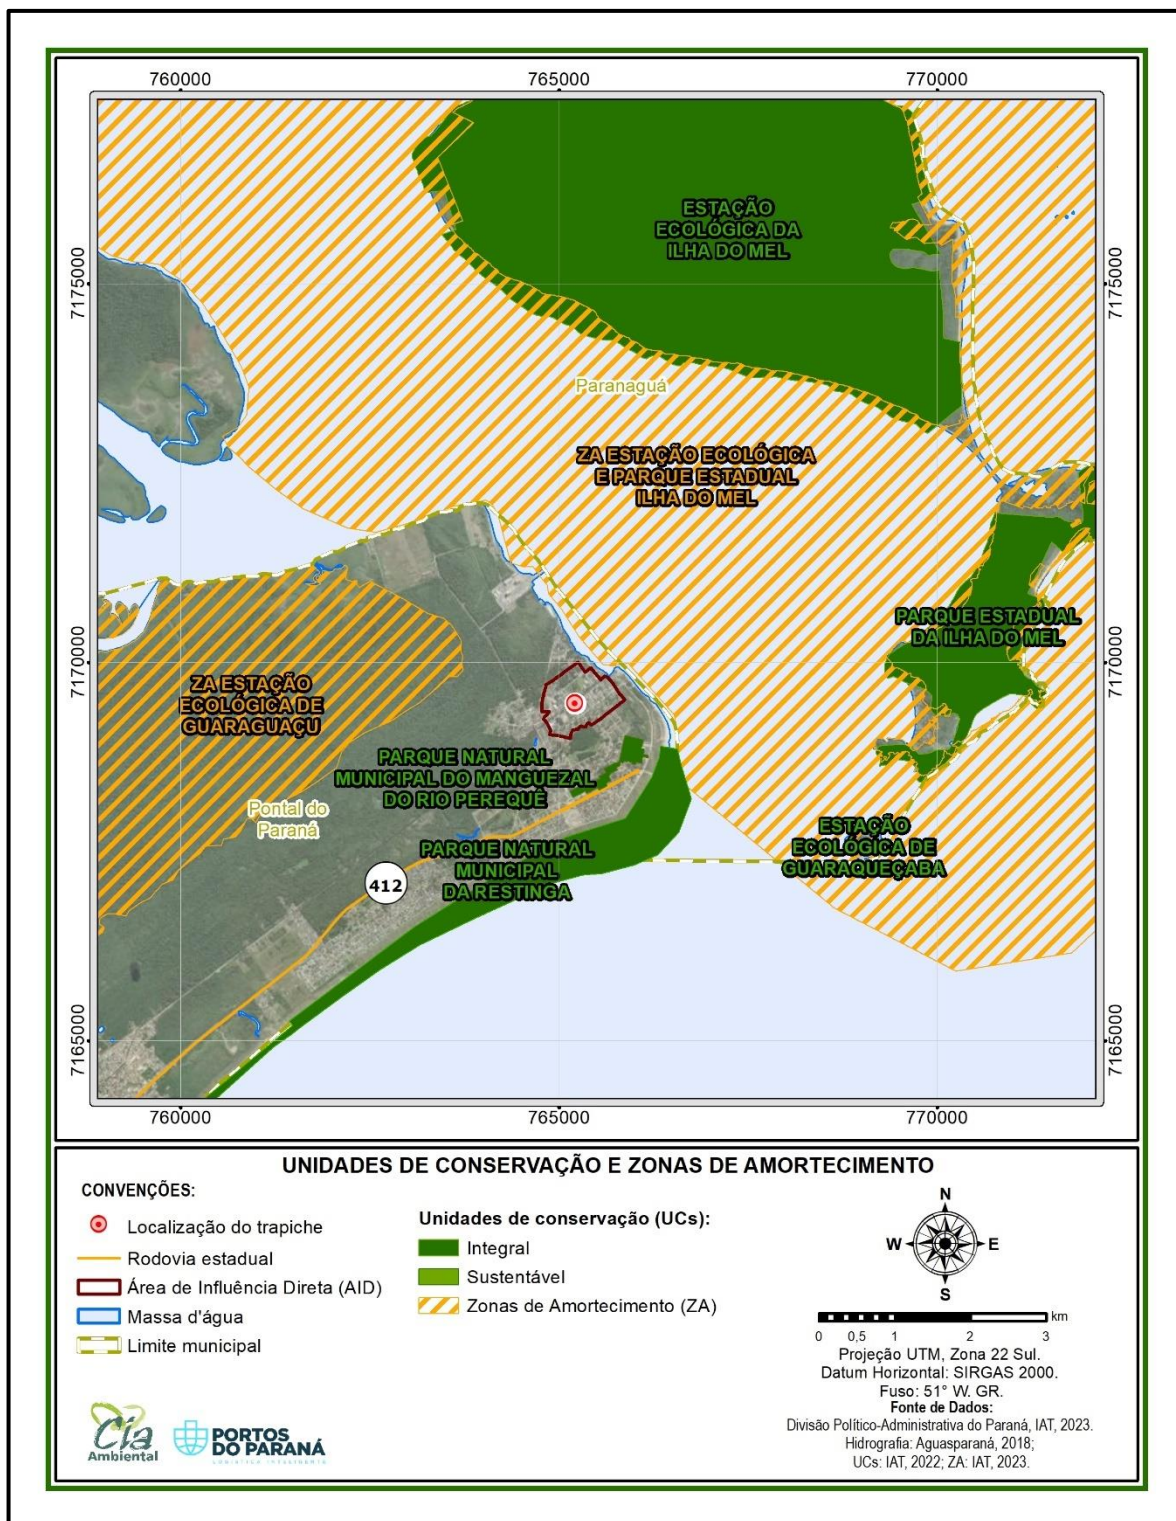 760000
765000
770000
7175000
7175000
7170000
7170000
7165000
7165000
ESTAÇÃO
ECOLÓGICA DA
ILHA DO MEL
Paranaguá
ZA ESTAÇÃO ECOLÓGICA
E PARQUE ESTADUAL
ILHA DO MEL
PARQUE ESTADUAL
DA ILHA DO MEL
ZA ESTAÇÃO
ECOLÓGICA DE
GUARAGUAÇU
PARQUE NATURAL
MUNICIPAL DO MANGUEZAL
DO RIO PEREQUÊ
Pontal do
Paraná
PARQUE NATURAL
MUNICIPAL
DA RESTINGA
ESTAÇÃO
ECOLÓGICA DE
GUARAQUEÇABA
412
760000
765000
770000
UNIDADES DE CONSERVAÇÃO E ZONAS DE AMORTECIMENTO
CONVENÇÕES:
Localização do trapiche
Rodovia estadual
Área de Influência Direta (AID)
Massa d'água
Limite municipal
Unidades de conservação (UCs):
Integral
Sustentável
Zonas de Amortecimento (ZA)
N
W
E
S
km
0 0,5 1 2 3
Projeção UTM, Zona 22 Sul.
Datum Horizontal: SIRGAS 2000.
Fuso: 51° W. GR.
Fonte de Dados:
Divisão Político-Administrativa do Paraná, IAT, 2023.
Hidrografia: Aguasparaná, 2018;
UCs: IAT, 2022; ZA: IAT, 2023.
Cia
Ambiental
PORTOS
DO PARANÁ
LOGÍSTICA INTELIGENTE